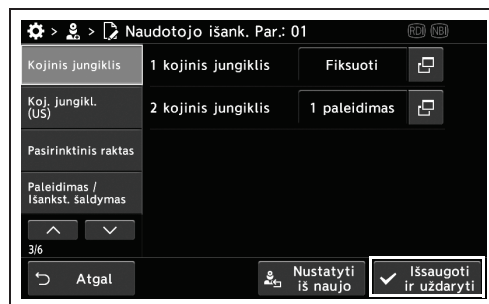 > > Naudotojo išank. Par.: 01 RDI NBI
Kojinis jungiklis
1 kojinis jungiklis Fiksuoti
Koj. jungikl.
(US)
2 kojinis jungiklis 1 paleidimas
Pasirinktinis raktas
Paleidimas /
Išankst. šaldymas
3/6
Atgal
Nustatyti
iš naujo
Išsaugoti
ir uždaryti